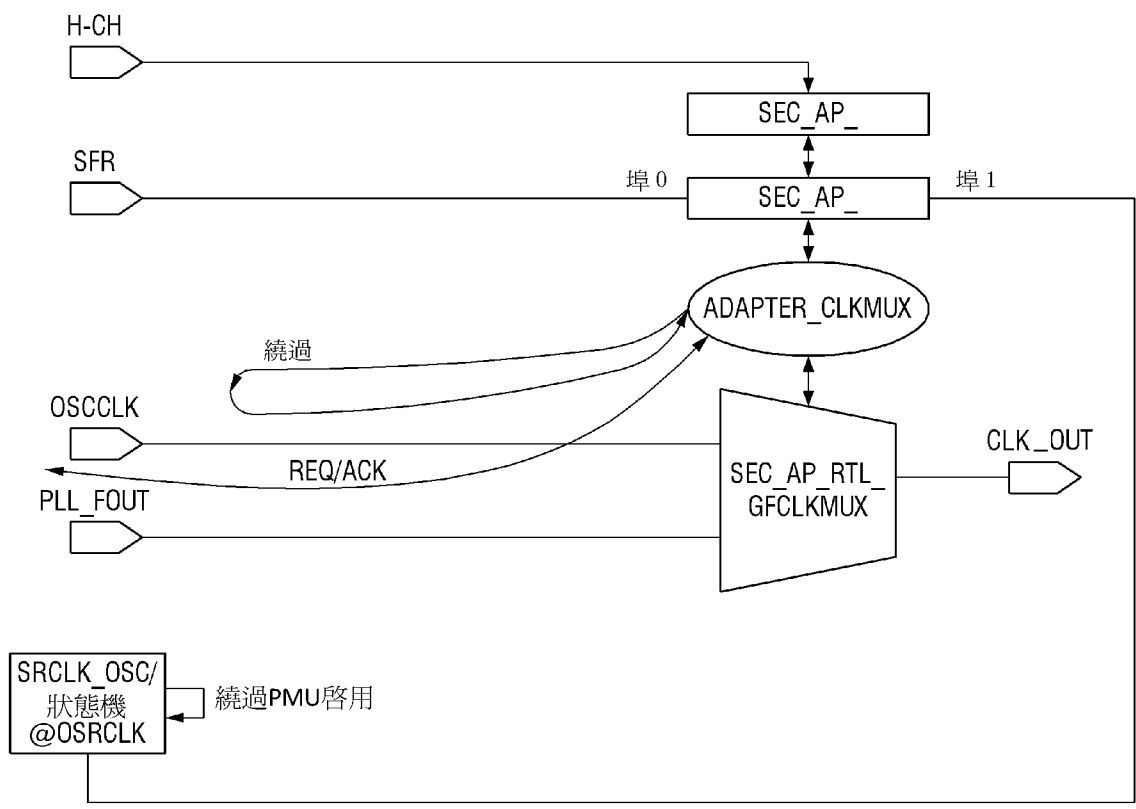 H-CH
SEC_AP_
SFR
埠 0
SEC_AP_
埠 1
ADAPTER_CLKMUX
繞過
OSCCLK
REQ/ACK
PLL_FOUT
SEC_AP_RTL_
GFCLKMUX
CLK_OUT
SRCLK_OSC/
狀態機
@OSRCLK
繞過PMU啓用